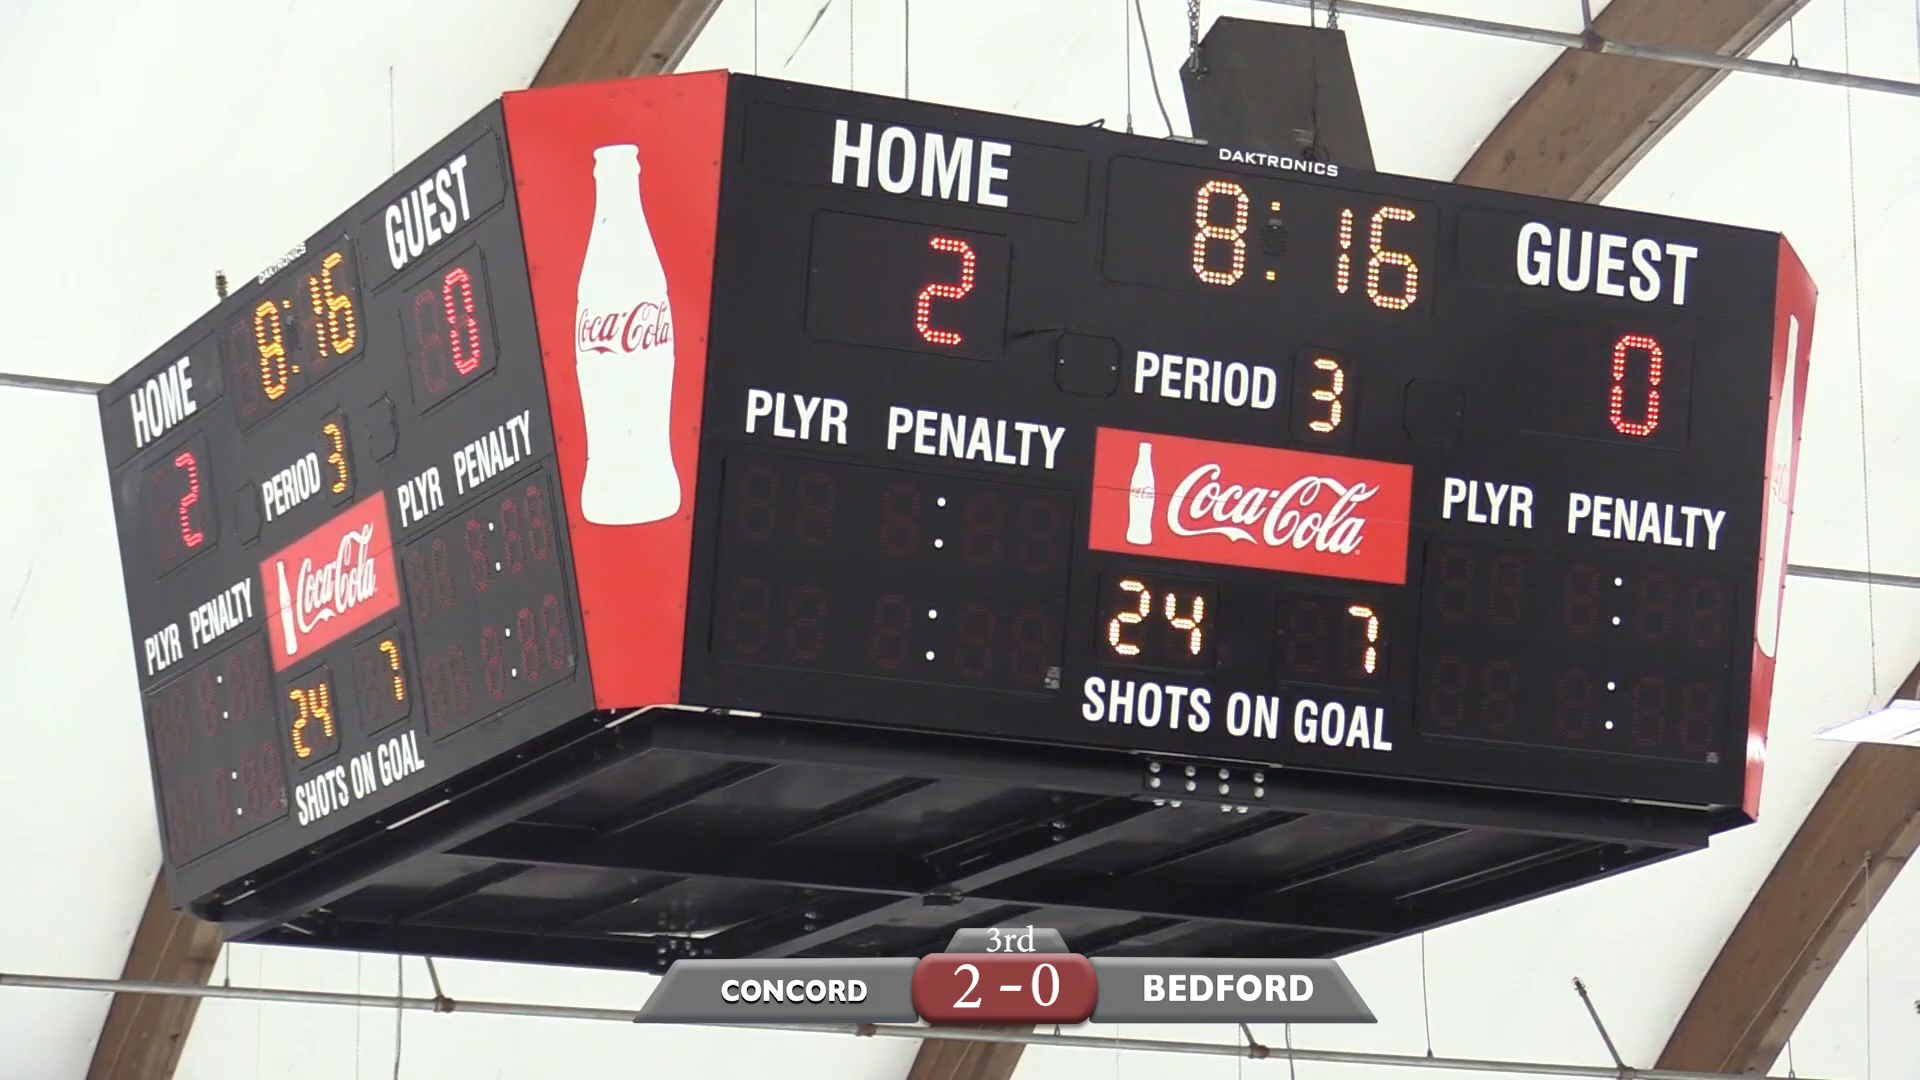 DAKTRONICS
GUEST
0
8:16
HOME
2
PERIOD 3
PLYR PENALTY
Coca-Cola
PLYR PENALTY
24 7
SHOTS ON GOAL
Coca-Cola
DAKTRONICS
HOME 8:16 GUEST
2 0
PERIOD 3
PLYR PENALTY
Coca-Cola
PLYR PENALTY
24 7
SHOTS ON GOAL
3rd
CONCORD 2-0 BEDFORD